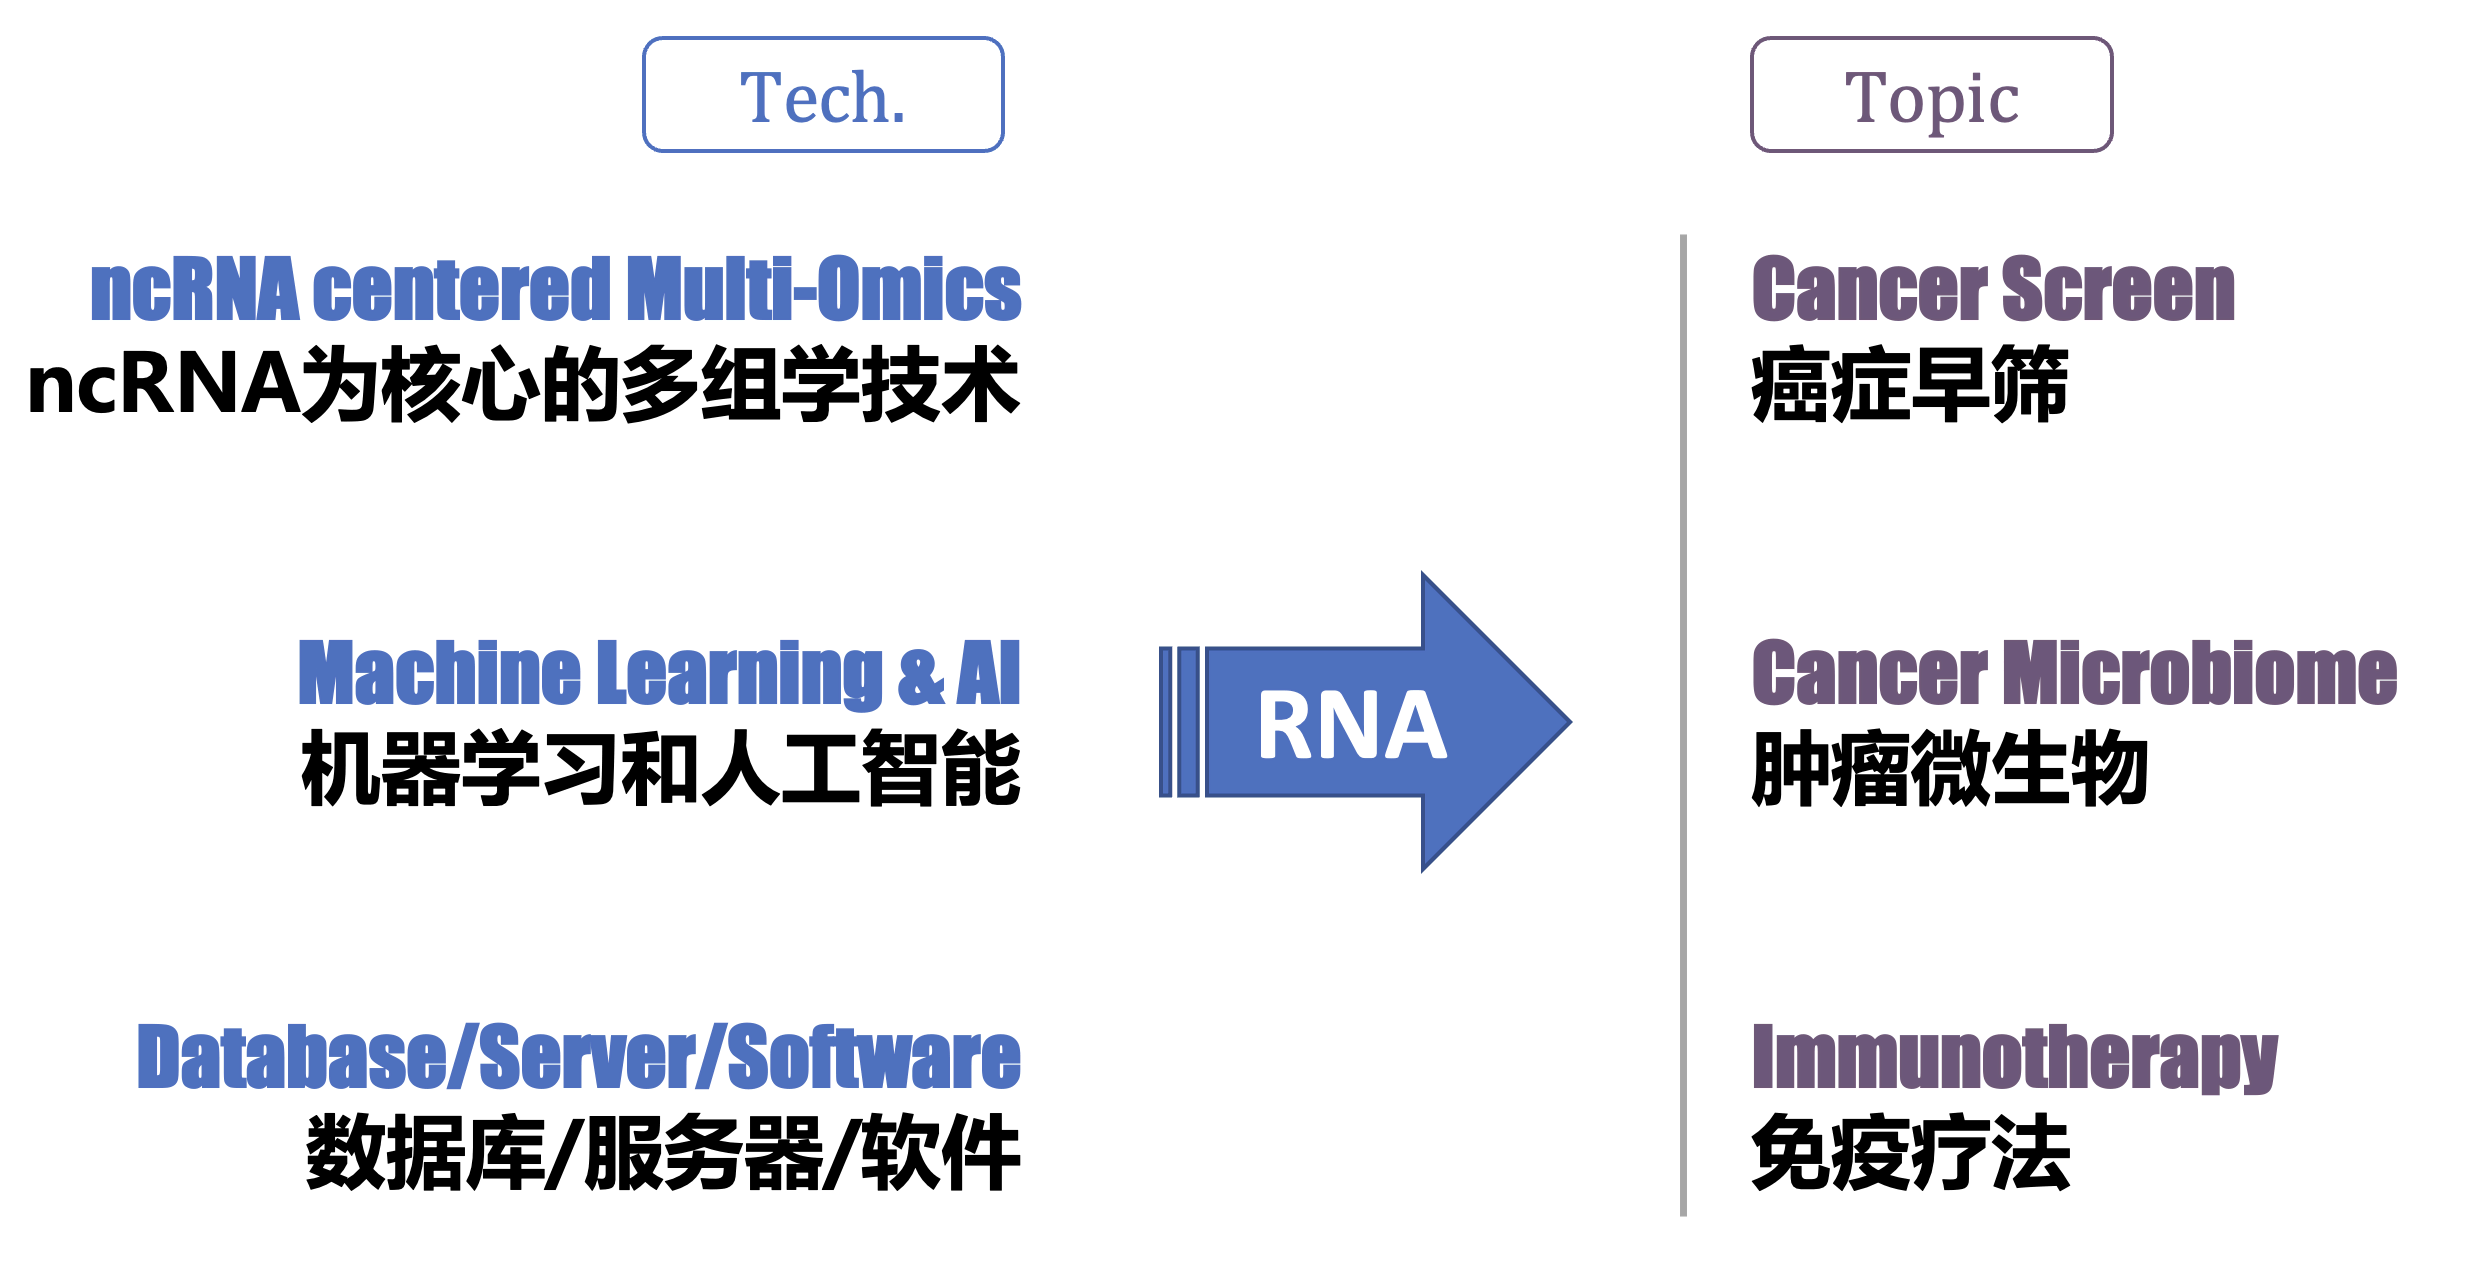 Tech.
ncRNA centered Multi-Omics
ncRNA为核心的多组学技术
Machine Learning & AI
机器学习和人工智能
Database/Server/Software
数据库/服务器/软件
RNA
Topic
Cancer Screen
癌症早筛
Cancer Microbiome
肿瘤微生物
Immunotherapy
免疫疗法